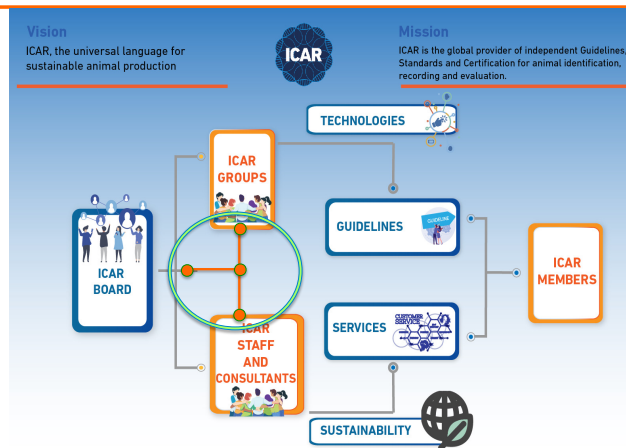 Vision
ICAR, the universal language for
sustainable animal production
ICAR
Mission
ICAR is the global provider of independent Guidelines,
Standards and Certification for animal identification,
recording and evaluation.
TECHNOLOGIES
ICAR
GROUPS
ICAR
BOARD
GUIDELINES
GUIDELINE
ICAR
MEMBERS
SERVICES
CUSTOMER
SERVICE
ICAR
STAFF
AND
CONSULTANTS
SUSTAINABILITY